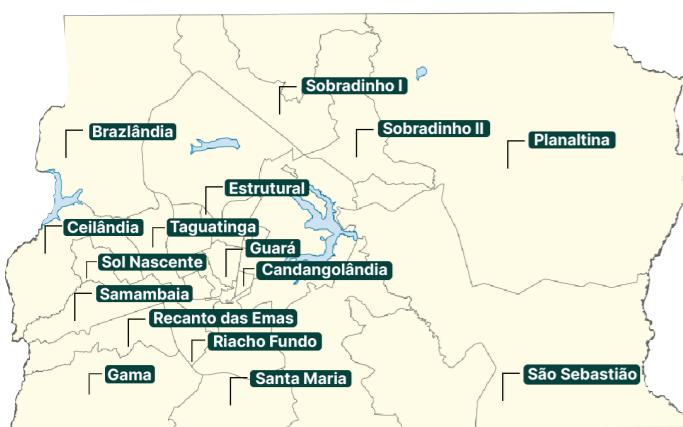 Sobradinho I
Brazlândia
Sobradinho II
Planaltina
Estrutural
Ceilândia
Taguatinga
Guará
Sol Nascente
Candangolândia
Samambaia
Recanto das Emas
Riacho Fundo
Gama
Santa Maria
São Sebastião